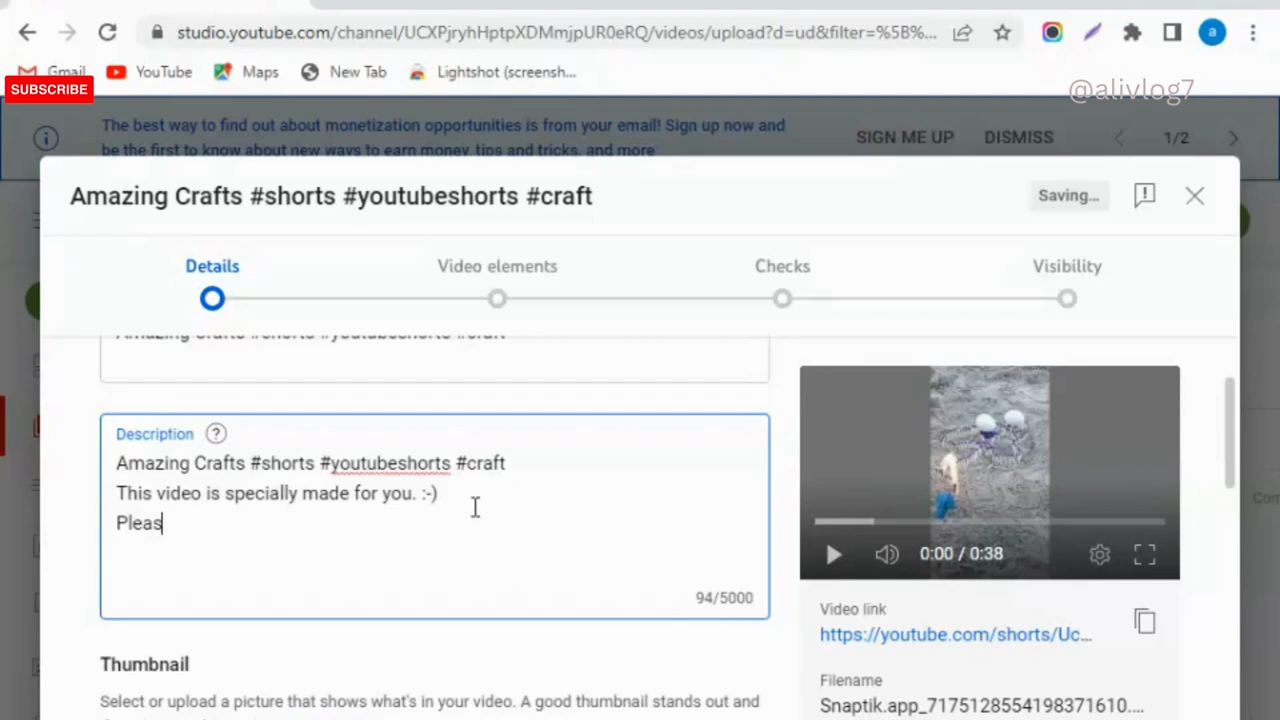 studio.youtube.com/channel/UCXPjryhHptpXDMmjpUR0eRQ/videos/upload?d=ud&filter=%5B%...
a
Gmail
YouTube
Maps
New Tab
Lightshot (screensh...
SUBSCRIBE
@alivlog7
The best way to find out about monetization opportunities is from your email! Sign up now and
be the first to know about new ways to earn money, tips and tricks, and more
SIGN ME UP
DISMISS
1/2
Amazing Crafts #shorts #youtubeshorts #craft
Saving...
Details
Video elements
Checks
Visibility
Amazing Crafts #shorts #youtubeshorts #craft
Description ?
Amazing Crafts #shorts #youtubeshorts #craft
This video is specially made for you. :-)
Pleas
94/5000
0:00 / 0:38
Video link
https://youtube.com/shorts/Uc...
Filename
Snaptik.app_7175128554198371610....
Thumbnail
Select or upload a picture that shows what's in your video. A good thumbnail stands out and